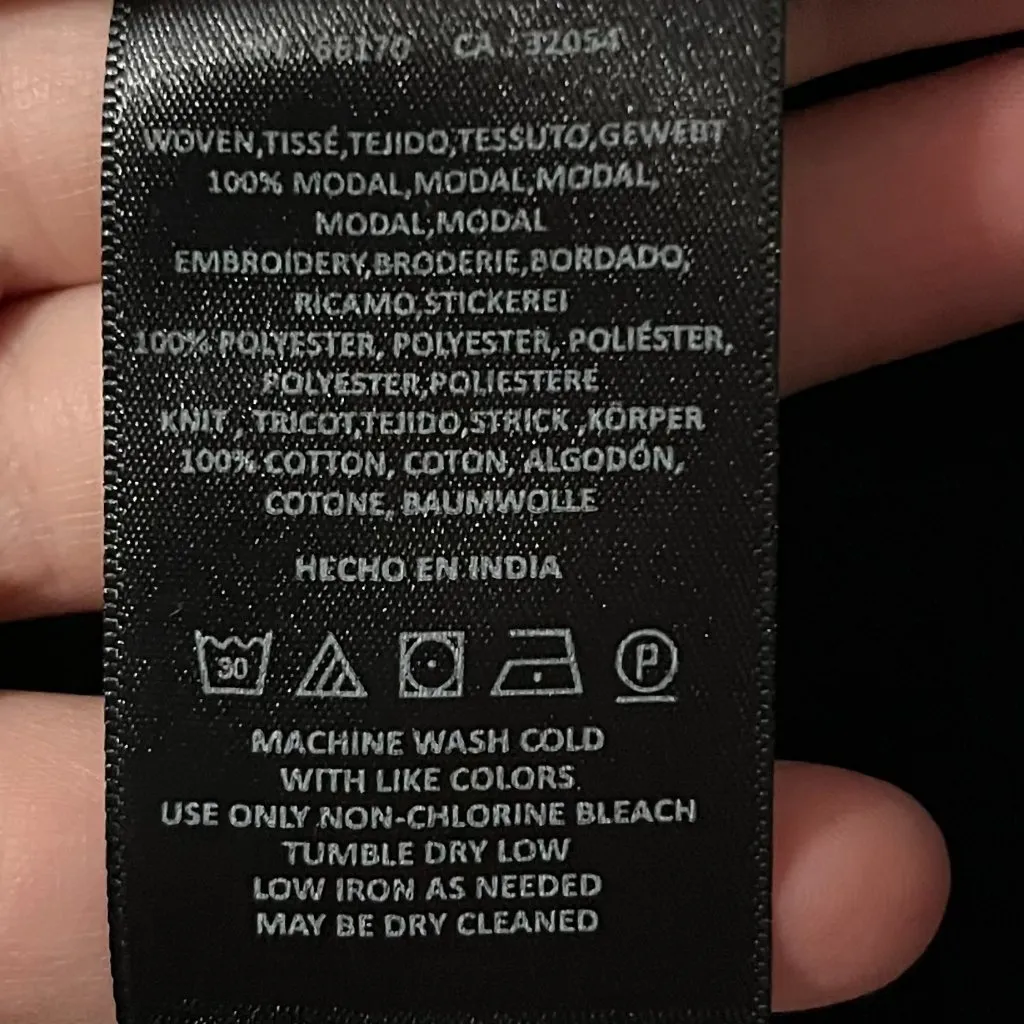 66170 CA 32054
WOVEN,TISSÉ,TEJIDO,TESSUTO,GEWEBT
100% MODAL,MODAL,MODAL,
MODAL,MODAL
EMBROIDERY,BRODERIE,BORDADO,
RICAMO,STICKEREI
100% POLYESTER, POLYESTER, POLIÉSTER,
POLYESTER,POLIESTERE
KNIT , TRICOT,TEJIDO,STRICK ,KÖRPER
100% COTTON, COTON, ALGODÓN,
COTONE, BAUMWOLLE
HECHO EN INDIA
30 P
MACHINE WASH COLD
WITH LIKE COLORS.
USE ONLY NON-CHLORINE BLEACH
TUMBLE DRY LOW
LOW IRON AS NEEDED
MAY BE DRY CLEANED